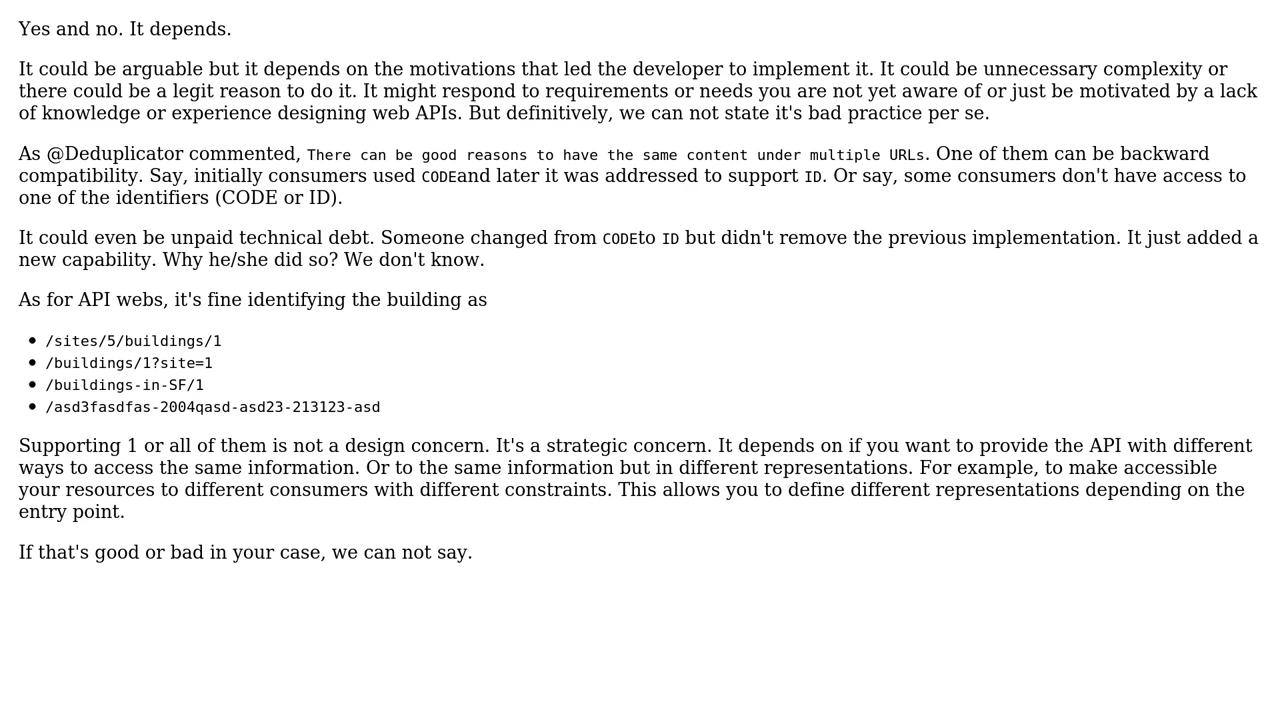 Yes and no. It depends.
It could be arguable but it depends on the motivations that led the developer to implement it. It could be unnecessary complexity or
there could be a legit reason to do it. It might respond to requirements or needs you are not yet aware of or just be motivated by a lack
of knowledge or experience designing web APIs. But definitively, we can not state it's bad practice per se.
As @Deduplicator commented, There can be good reasons to have the same content under multiple URLs. One of them can be backward
compatibility. Say, initially consumers used CODEand later it was addressed to support ID. Or say, some consumers don't have access to
one of the identifiers (CODE or ID).
It could even be unpaid technical debt. Someone changed from CODEto ID but didn't remove the previous implementation. It just added a
new capability. Why he/she did so? We don't know.
As for API webs, it's fine identifying the building as
• /sites/5/buildings/1
• /buildings/1?site=1
• /buildings-in-SF/1
• /asd3fasdfas-2004qasd-asd23-213123-asd
Supporting 1 or all of them is not a design concern. It's a strategic concern. It depends on if you want to provide the API with different
ways to access the same information. Or to the same information but in different representations. For example, to make accessible
your resources to different consumers with different constraints. This allows you to define different representations depending on the
entry point.
If that's good or bad in your case, we can not say.